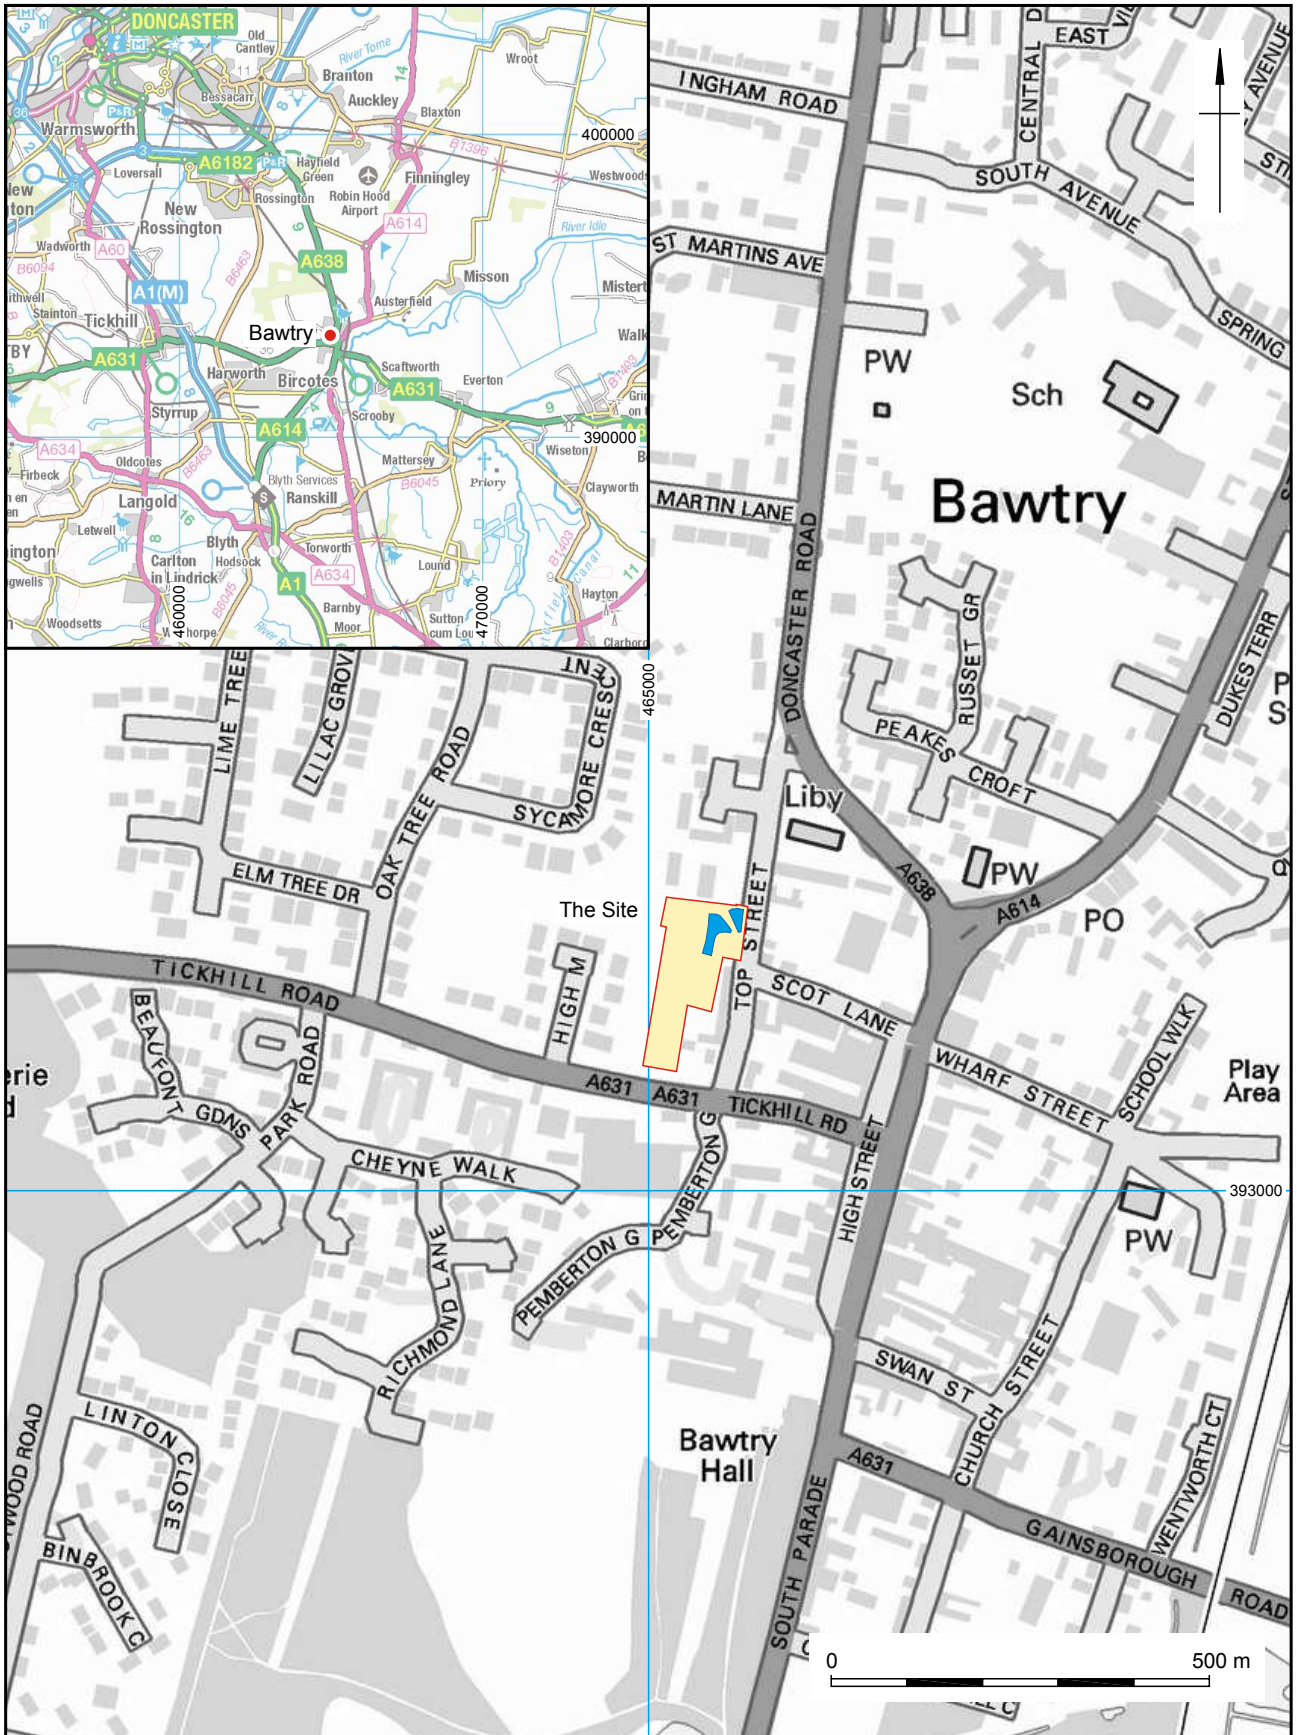 DONCASTER
Old
Cantley
River Torne
Wroot
Branton
Bessacarr
Auckley
Blaxton
Warmsworth
P&R
400000
B1396
Loversall
A6182
P&R
Hayfield
Green
Finningley
Westwoods
New
Rossington
Rossington
Robin Hood
Airport
A614
River Idle
Wadworth
A60
B6094
B6463
A638
Misson
A1(M)
Austerfield
Stainton
Tickhill
Bawtry
A631
Harworth
Bircotes
Scaftworth
A631
Everton
B1403
Styrrup
Scrooby
A614
390000
A634
Oldcotes
B6463
Mattersey
Wiseton
Firbeck
Blyth Services
B6045
Priory
Clayworth
Langold
S
Ranskill
Letwell
Blyth
Hodsock
Torworth
Lound
B1403
Carlton
in Lindrick
A1
A634
Hayton
Barnby
Moor
B6045
Woodsetts
Sutton
460000
470000
INGHAM ROAD
CENTRAL D
EAST
SOUTH AVENUE
ST MARTINS AVE
SPRING
PW
Sch
Bawtry
MARTIN LANE
DONCASTER ROAD
RUSSET GR
DUKES TERR
PEAKES
CROFT
465000
LIME TREE
LILAC GROV
OAK TREE ROAD
SYCAMORE CRESCENT
Liby
ELM TREE DR
A638
PW
A614
PO
The Site
TOP STREET
SCOT LANE
TICKHILL ROAD
HIGH M
BEAUFONT
GDNS
PARK ROAD
A631
A631
TICKHILL RD
WHARF STREET
SCHOOL WLK
Play
Area
CHEYNE WALK
PEMBERTON G
PEMBERTON G
HIGH STREET
393000
PW
RICHMOND LANE
SWAN ST
CHURCH STREET
LINTON CLOSE
Bawtry
Hall
A631
WENTWORTH CT
BINBROOK C
SOUTH PARADE
GAINSBOROUGH
ROAD
0
500 m